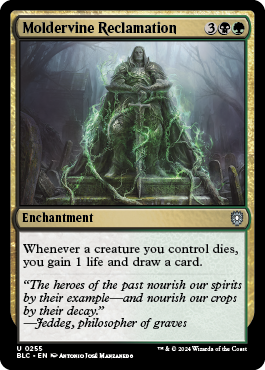 Moldervine Reclamation 3
Enchantment
Whenever a creature you control dies,
you gain 1 life and draw a card.
“The heroes of the past nourish our spirits
by their example—and nourish our crops
by their decay.”
—Jeddeg, philosopher of graves
U 0255
BLC • EN Antonio José Manzanedo
™ & © 2024 Wizards of the Coast